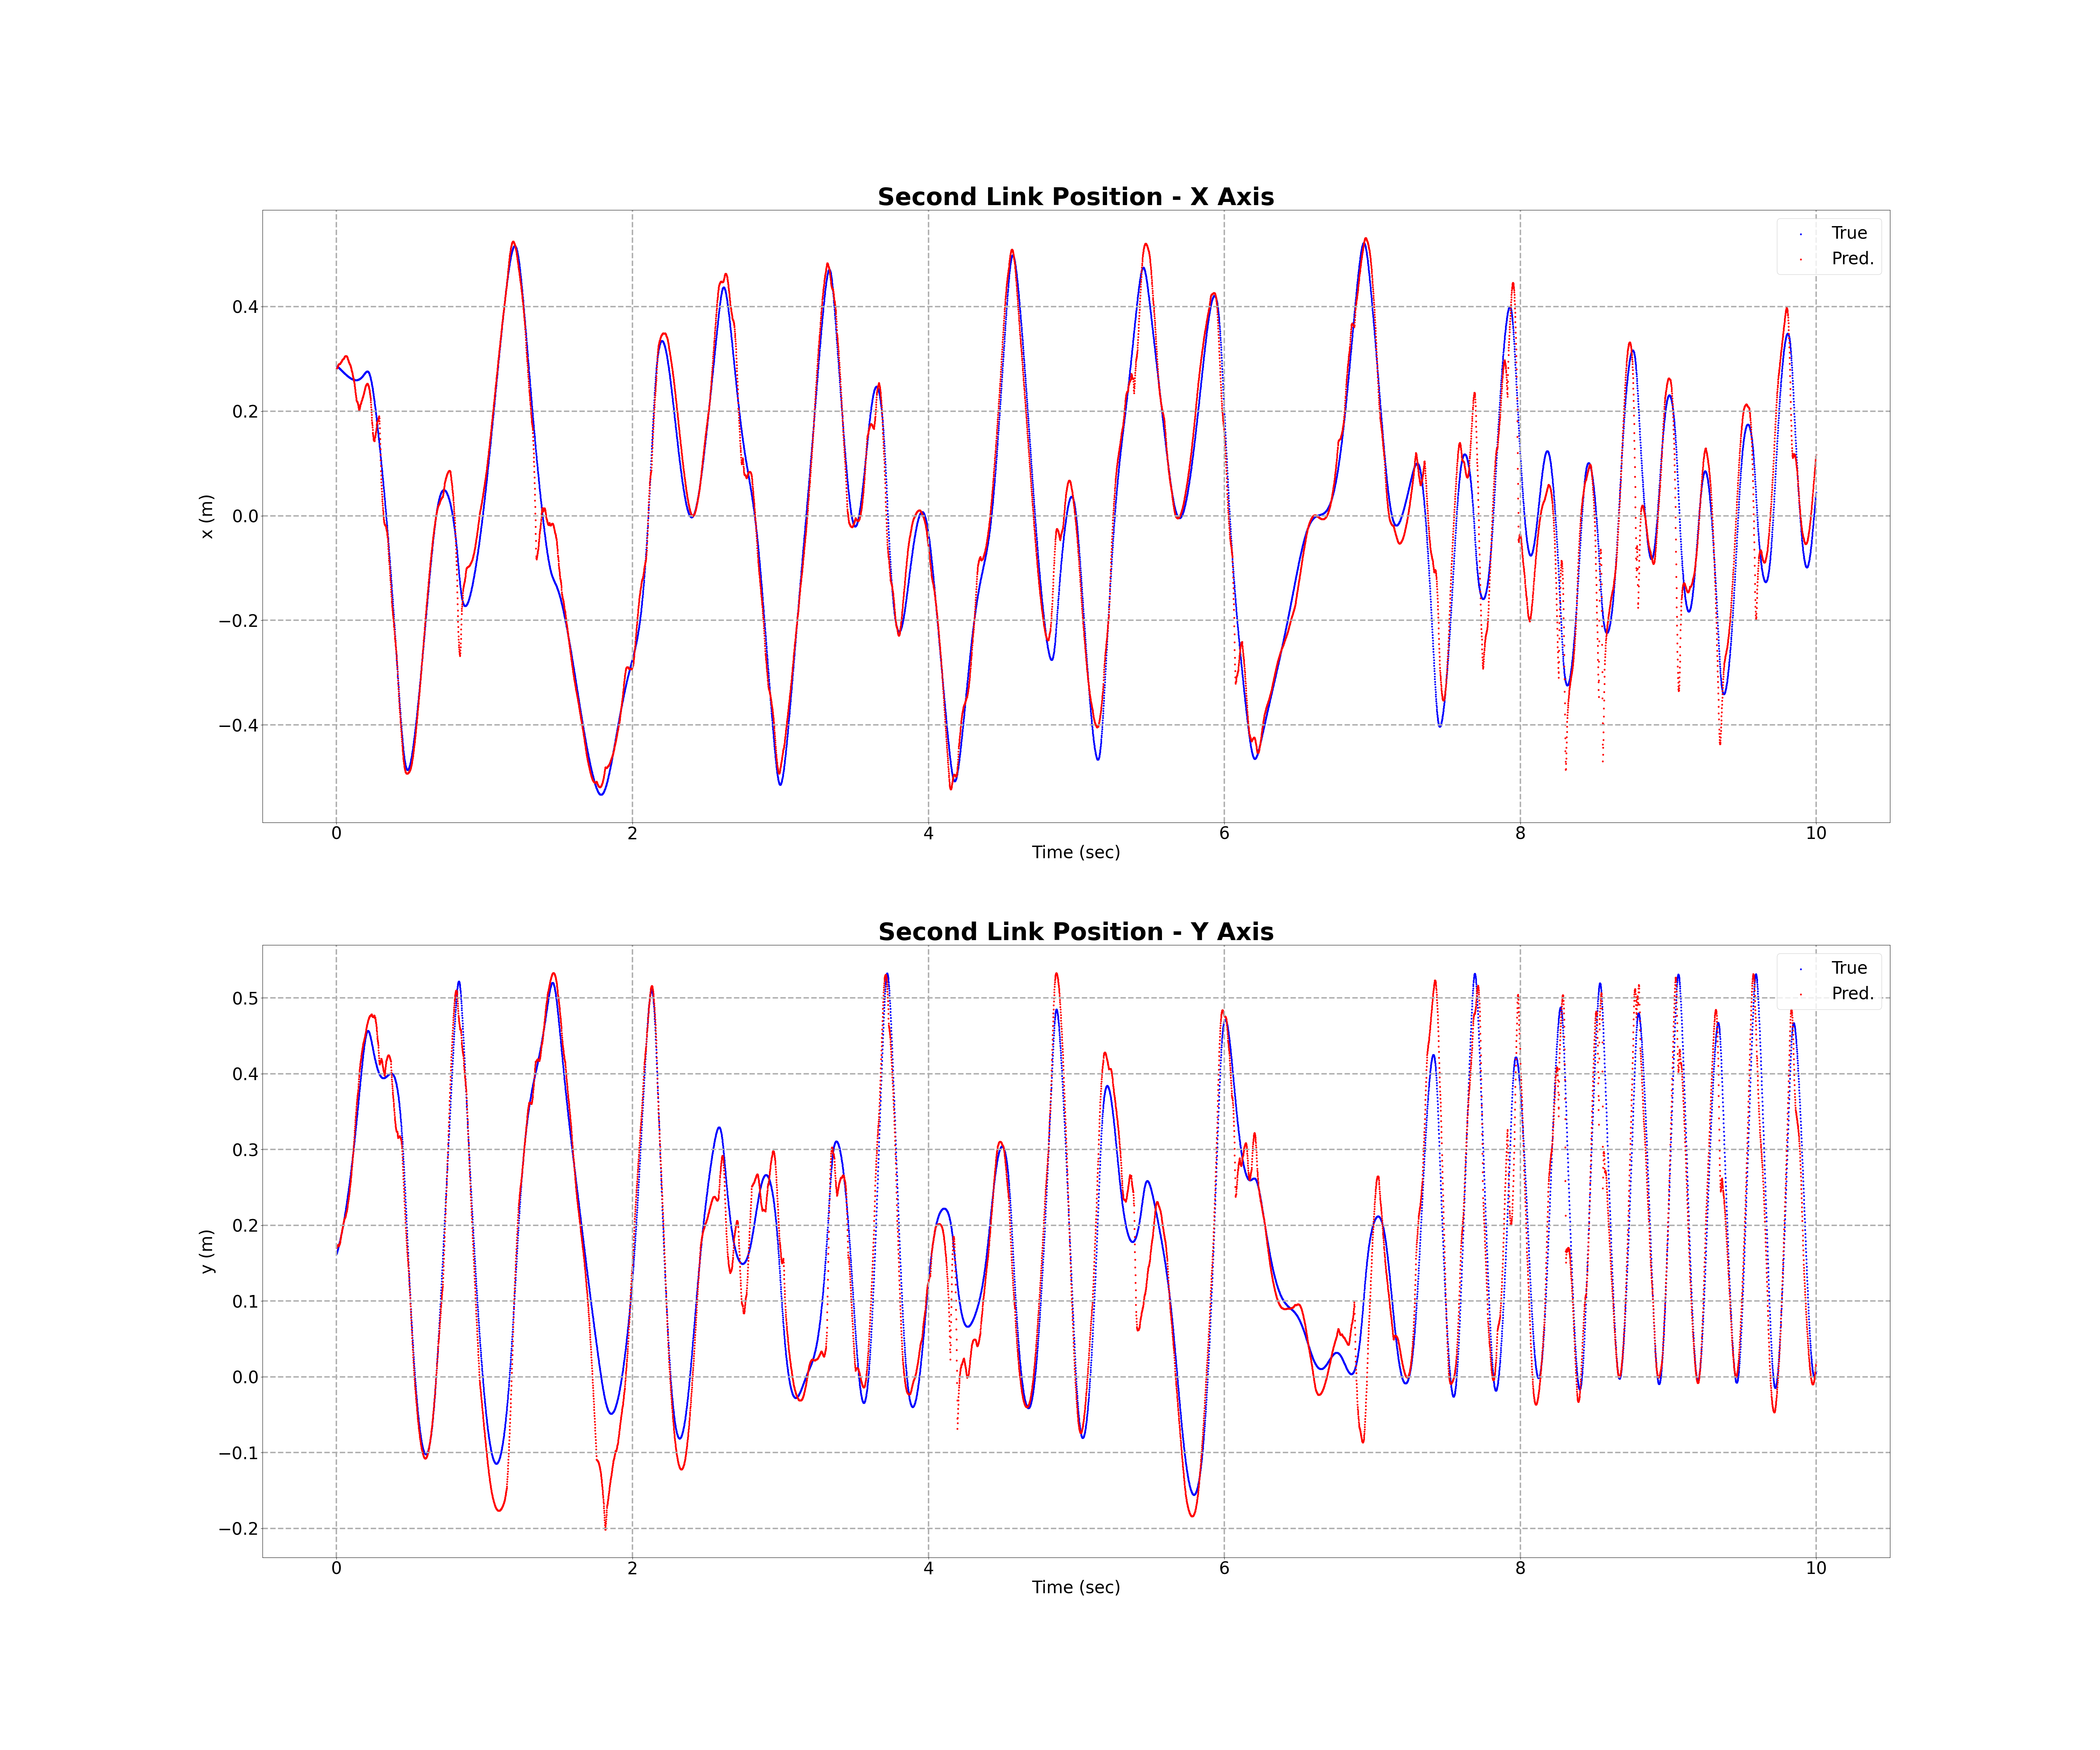 Second Link Position - X Axis
True
Pred.
0.4
0.2
0.0
−0.2
−0.4
x (m)
0 2 4 6 8 10
Time (sec)
Second Link Position - Y Axis
True
Pred.
0.5
0.4
0.3
0.2
0.1
0.0
−0.1
−0.2
y (m)
0 2 4 6 8 10
Time (sec)